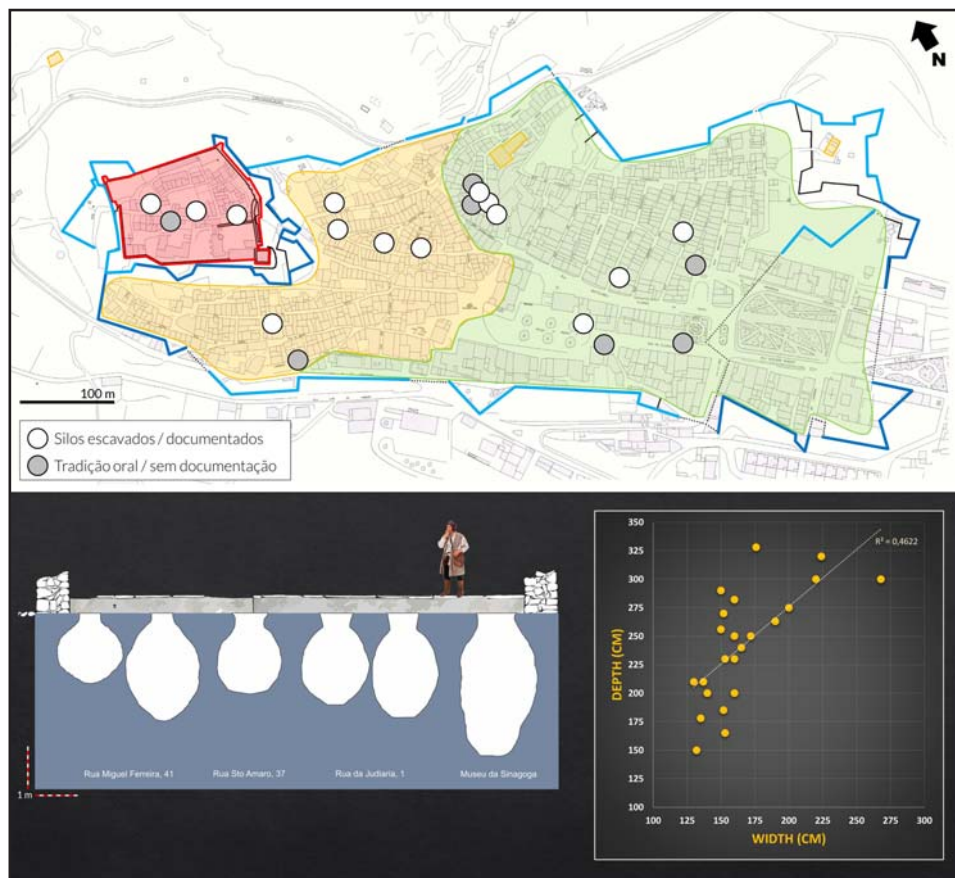 N
100 m
Silos escavados / documentados
Tradição oral / sem documentação
Rua Miguel Ferreira, 41
Rua Sto Amaro, 37
Rua da Judiaria, 1
Museu da Sinagoga
1 m
350
325
300
275
250
225
200
175
150
125
100
R² = 0,4622
DEPTH (CM)
100 125 150 175 200 225 250 275 300
WIDTH (CM)